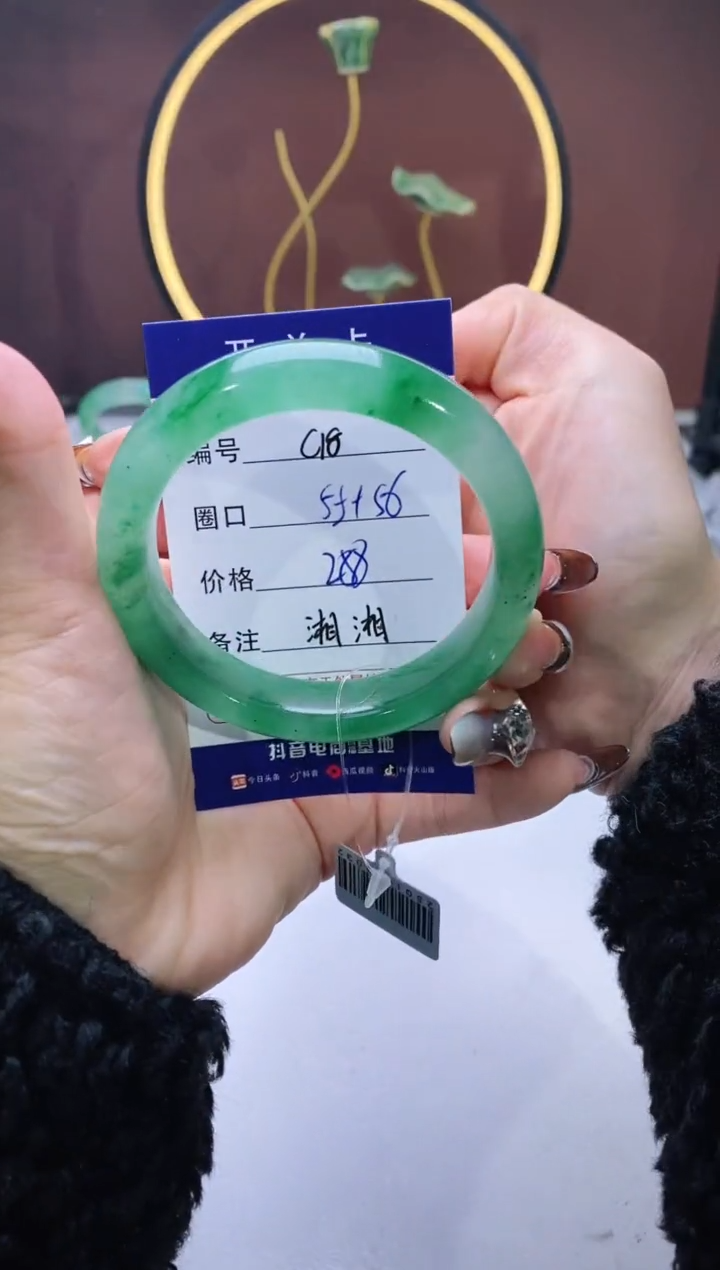 编号 C18
圈口 55+56
价格 288
备注 湘湘
抖音电商基地
今日头条 抖音 西瓜视频 抖音火山版